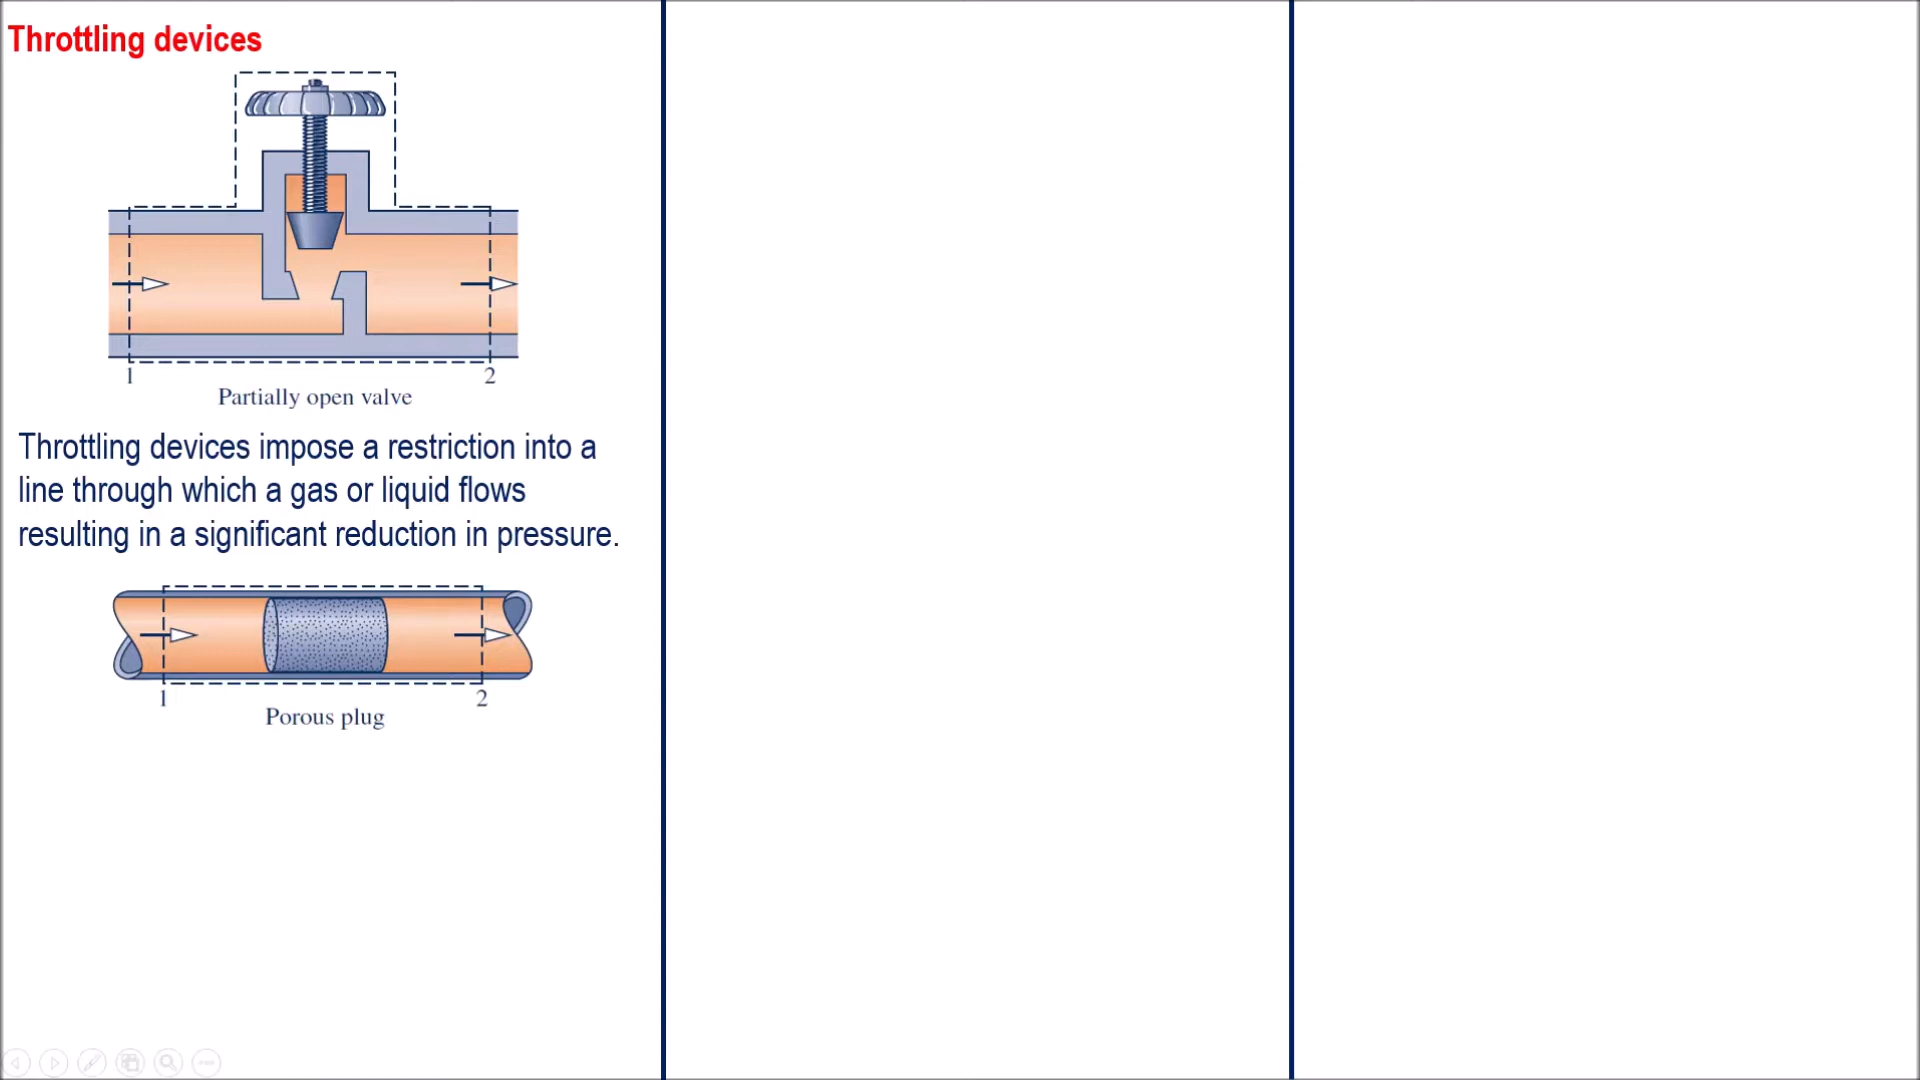 Throttling devices
1
2
Partially open valve
Throttling devices impose a restriction into a
line through which a gas or liquid flows
resulting in a significant reduction in pressure.
1
2
Porous plug